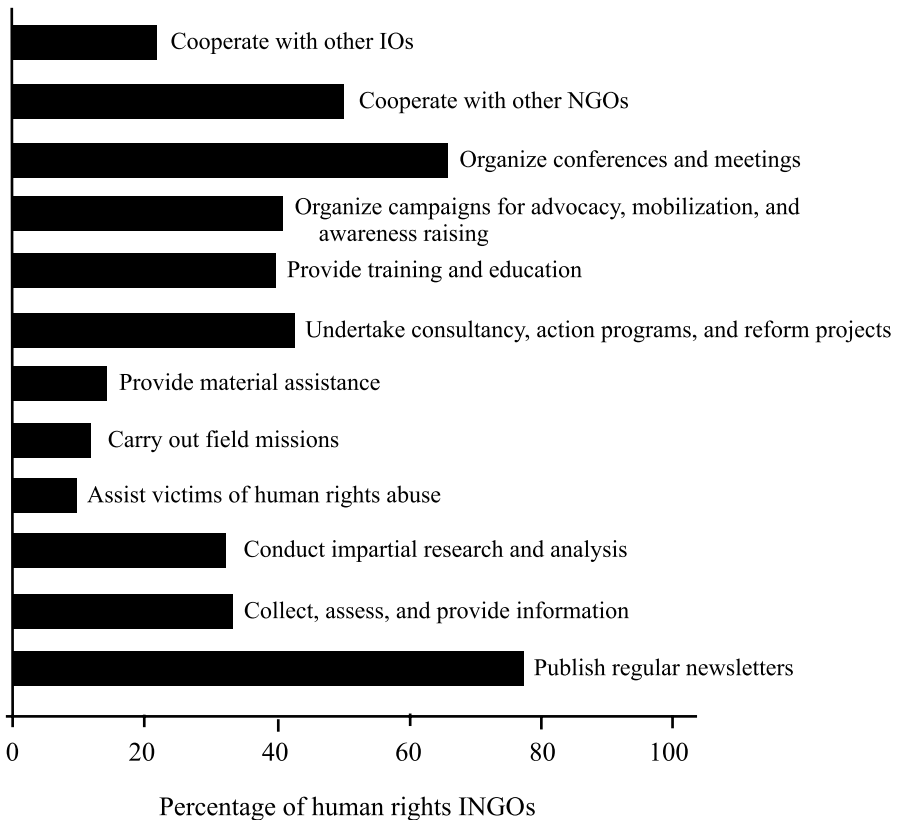 Cooperate with other IOs
Cooperate with other NGOs
Organize conferences and meetings
Organize campaigns for advocacy, mobilization, and
awareness raising
Provide training and education
Undertake consultancy, action programs, and reform projects
Provide material assistance
Carry out field missions
Assist victims of human rights abuse
Conduct impartial research and analysis
Collect, assess, and provide information
Publish regular newsletters
0 20 40 60 80 100
Percentage of human rights INGOs